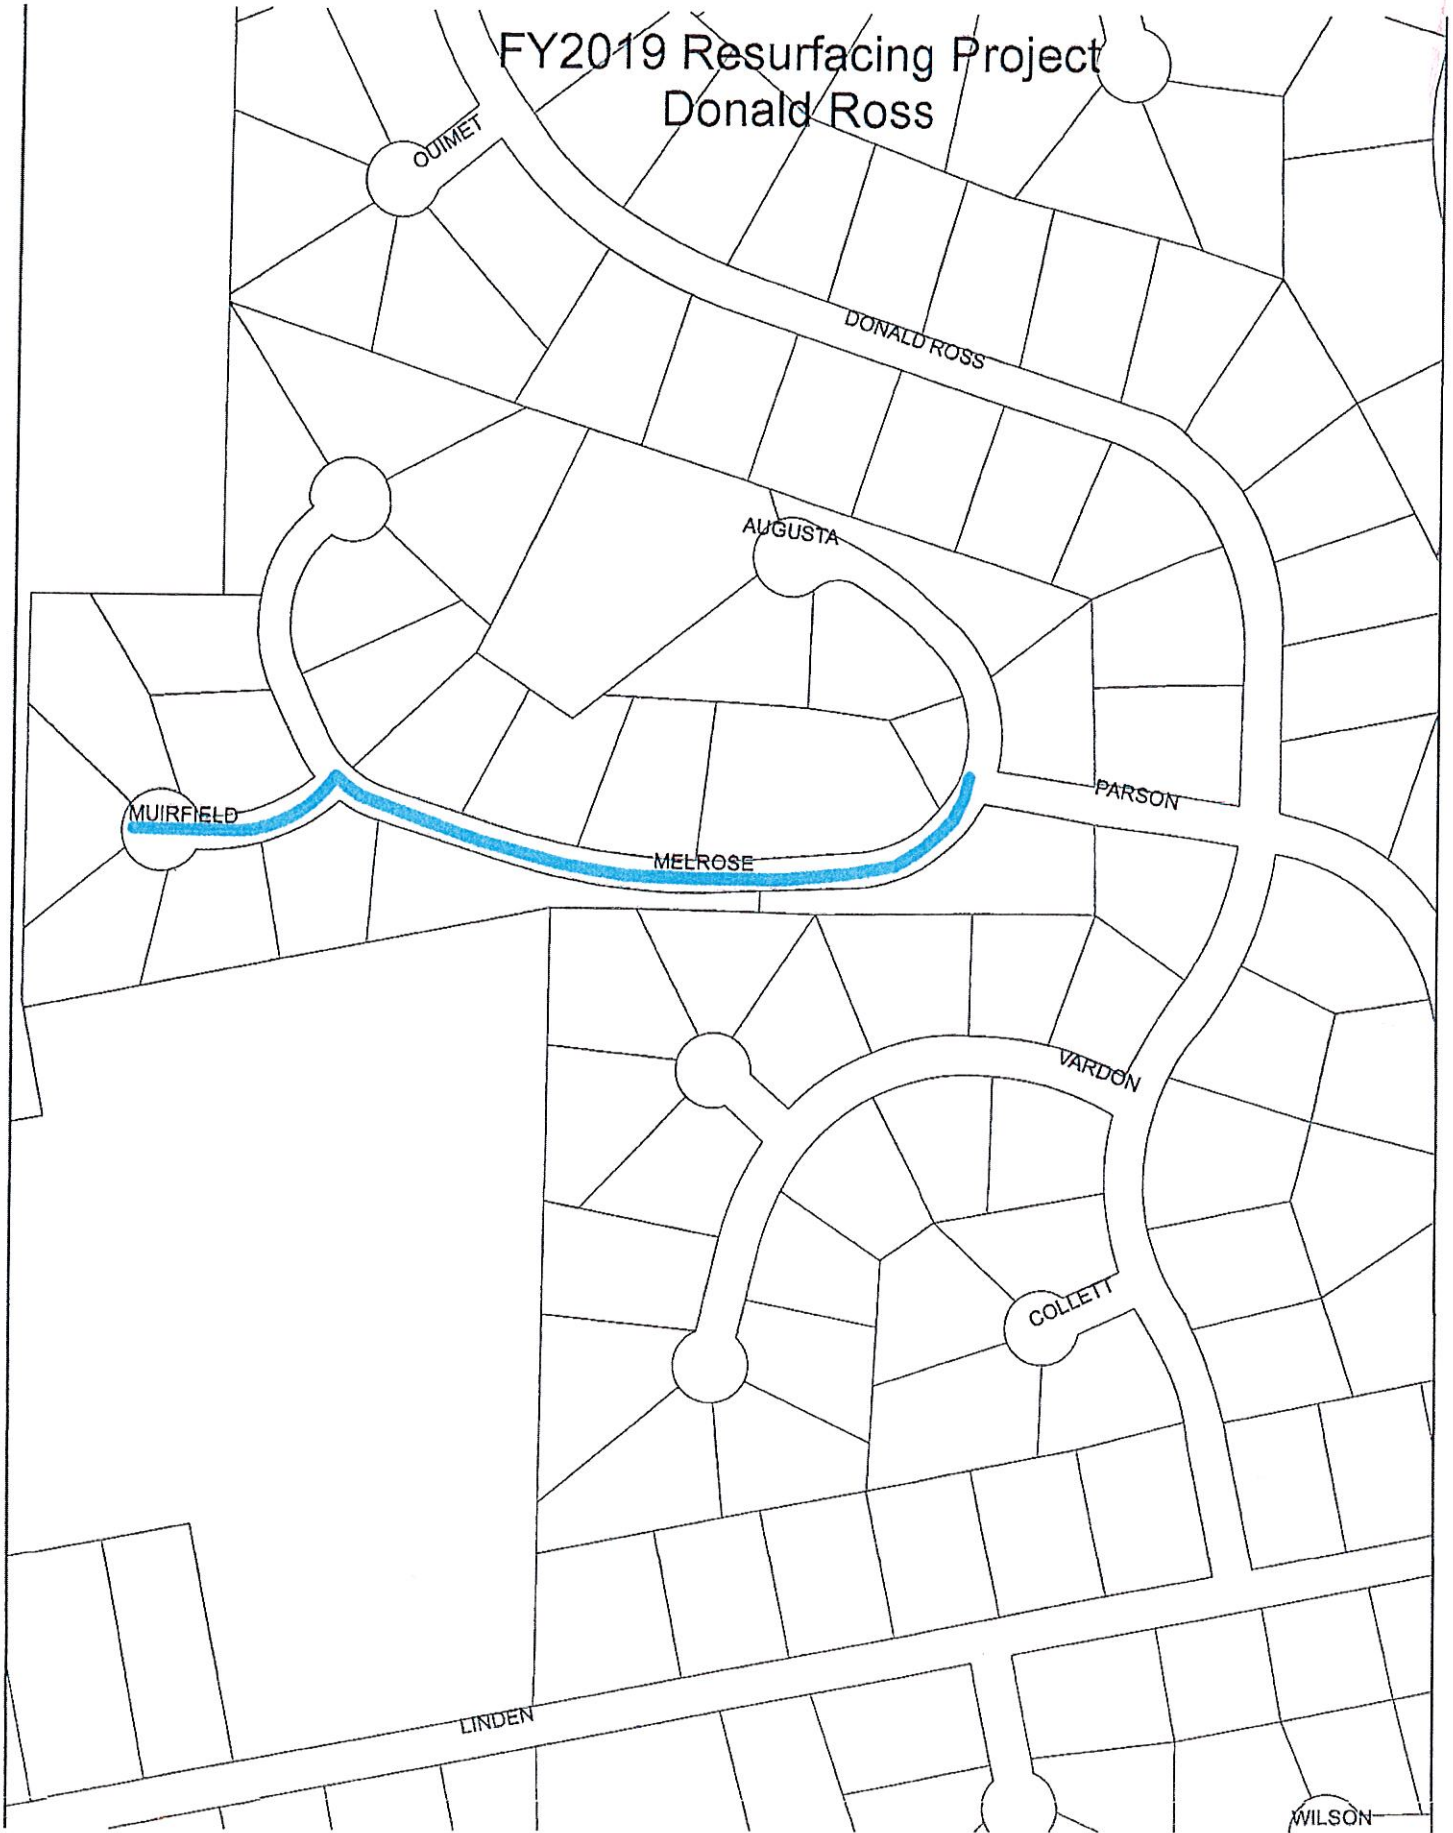 FY2019 Resurfacing Project
Donald Ross
OUIMET
DONALD ROSS
AUGUSTA
PARSON
MUIRFIELD
MELROSE
VARDON
COLLETT
LINDEN
WILSON